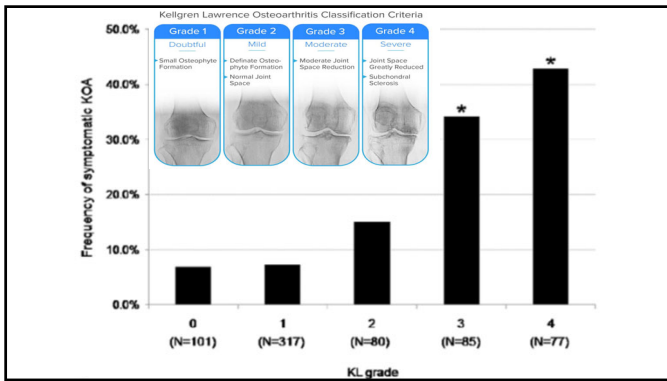 Kellgren Lawrence Osteoarthritis Classification Criteria
Grade 1
Doubtful
Small Osteophyte
Formation
Grade 2
Mild
Definate Osteo-
phyte Formation
Normal Joint
Space
Grade 3
Moderate
Moderate Joint
Space Reduction
Grade 4
Severe
Joint Space
Greatly Reduced
Subchondral
Sclerosis
Frequency of symptomatic KOA
50.0%
40.0%
30.0%
20.0%
10.0%
0.0%
*
*
0
(N=101)
1
(N=317)
2
(N=80)
3
(N=85)
4
(N=77)
KL grade